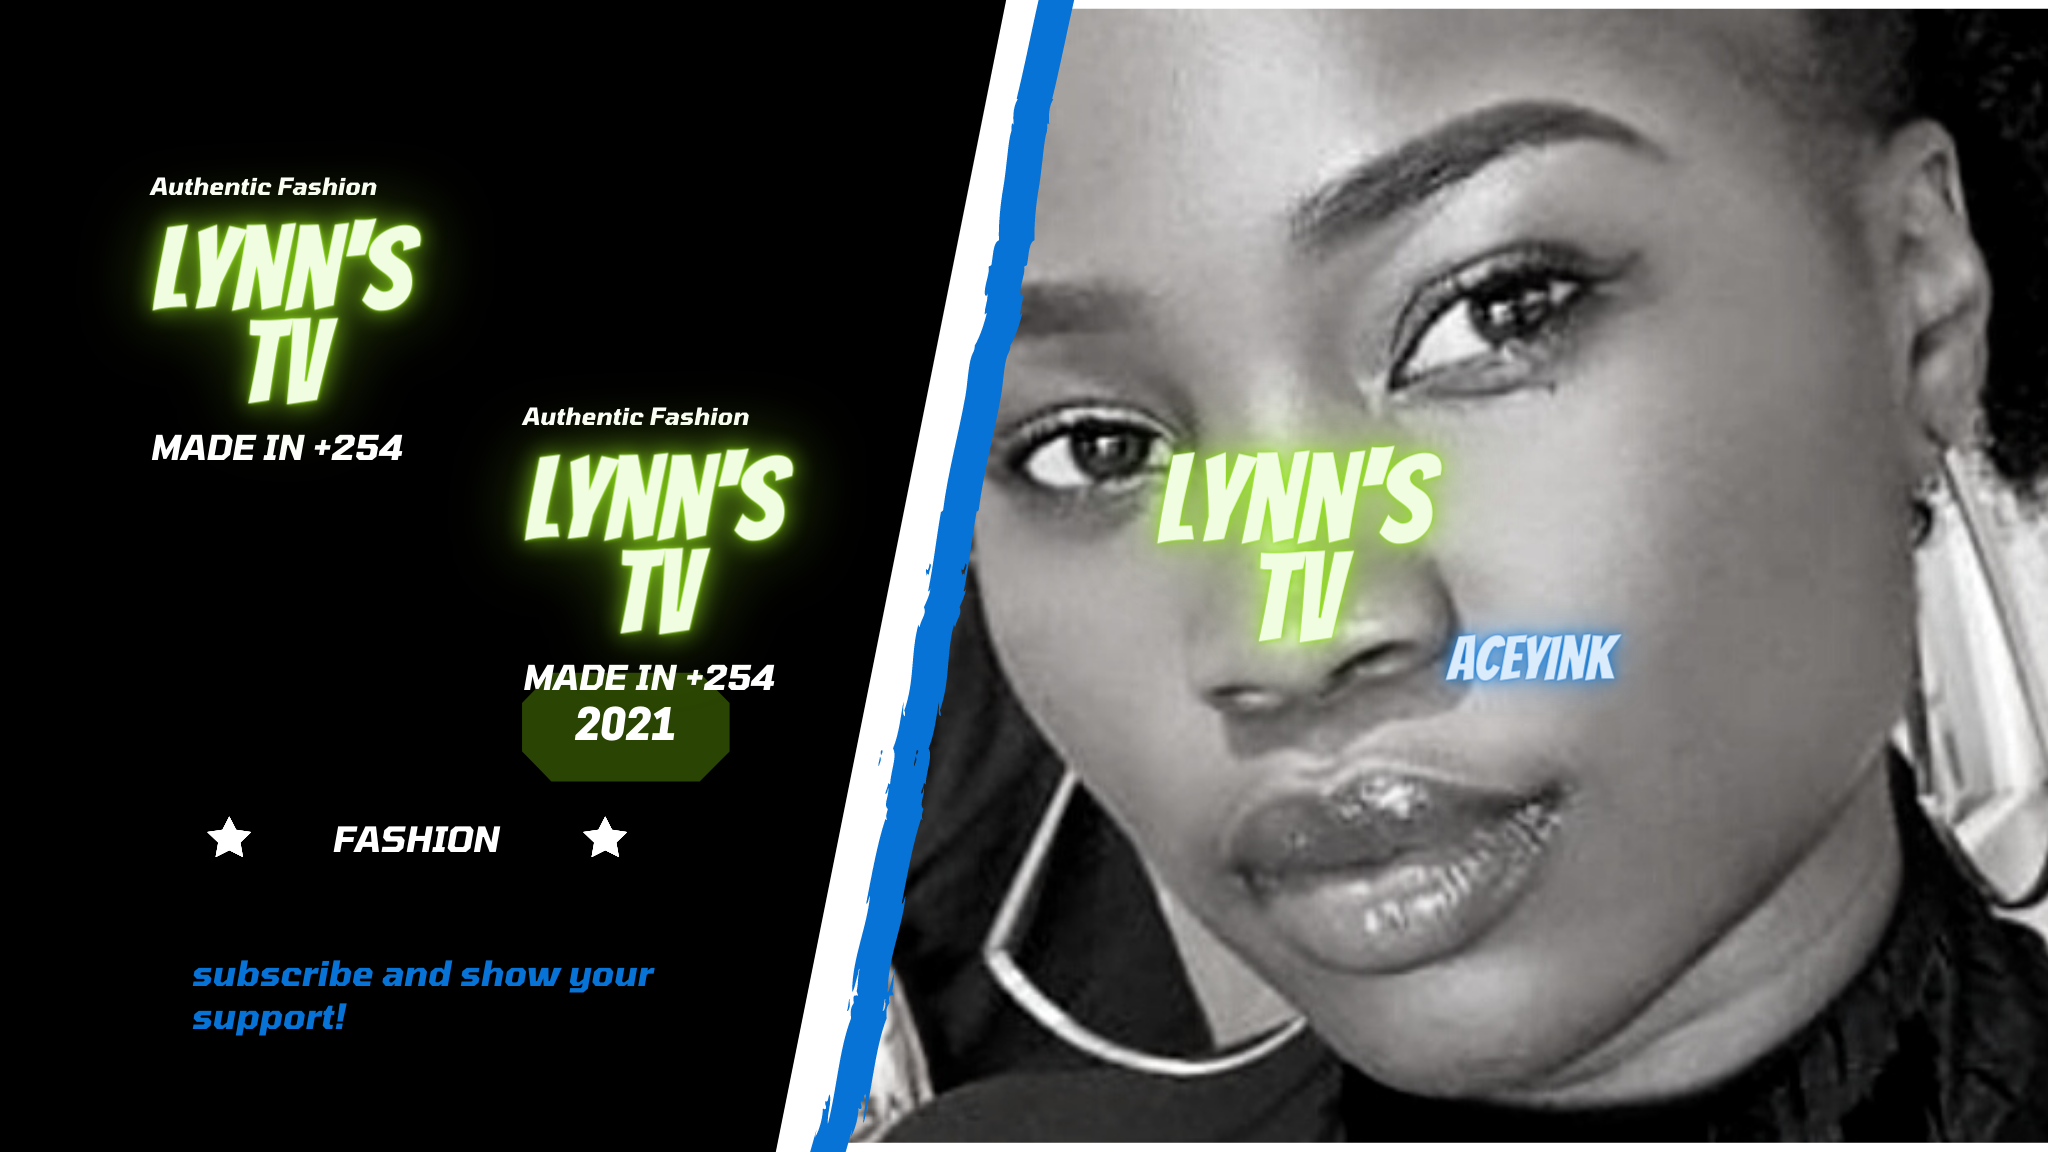 Authentic Fashion
LYNN'S
TV
MADE IN +254
Authentic Fashion
LYNN'S
TV
MADE IN +254
2021
FASHION
subscribe and show your
support!
LYNN'S
TV
ACEYINK